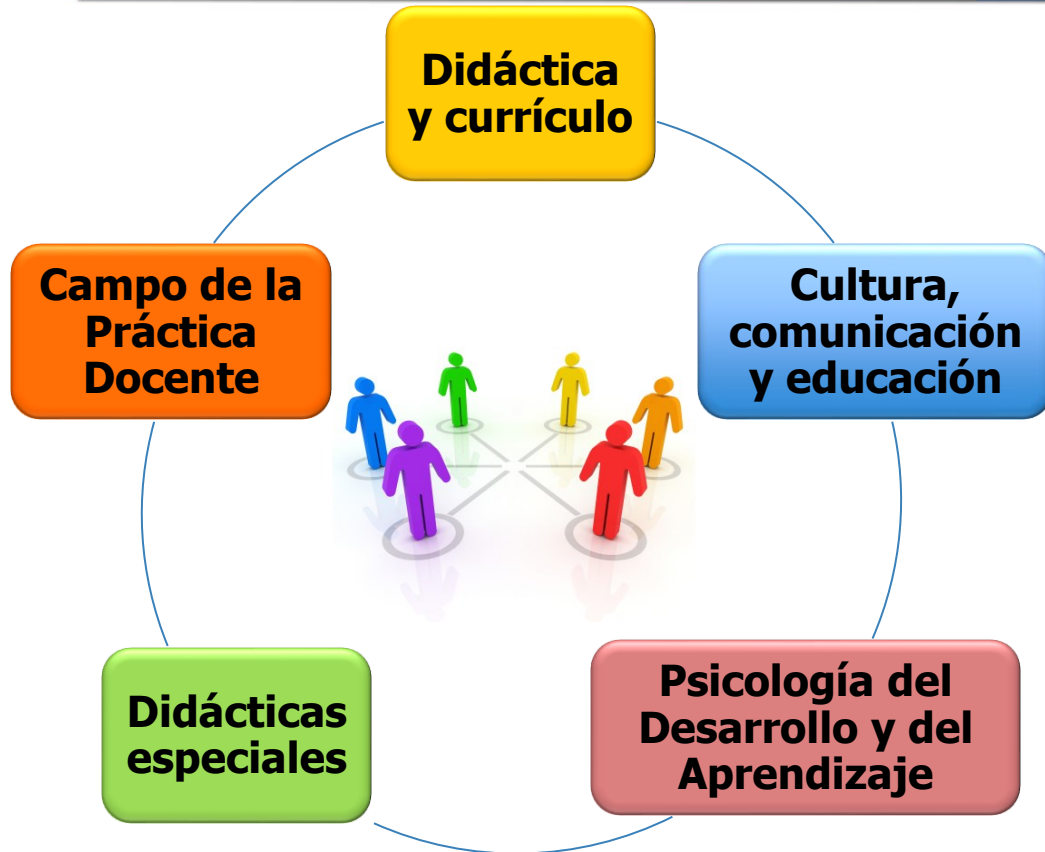 Didáctica
y currículo
Cultura,
comunicación
y educación
Psicología del
Desarrollo y del
Aprendizaje
Didácticas
especiales
Campo de la
Práctica
Docente